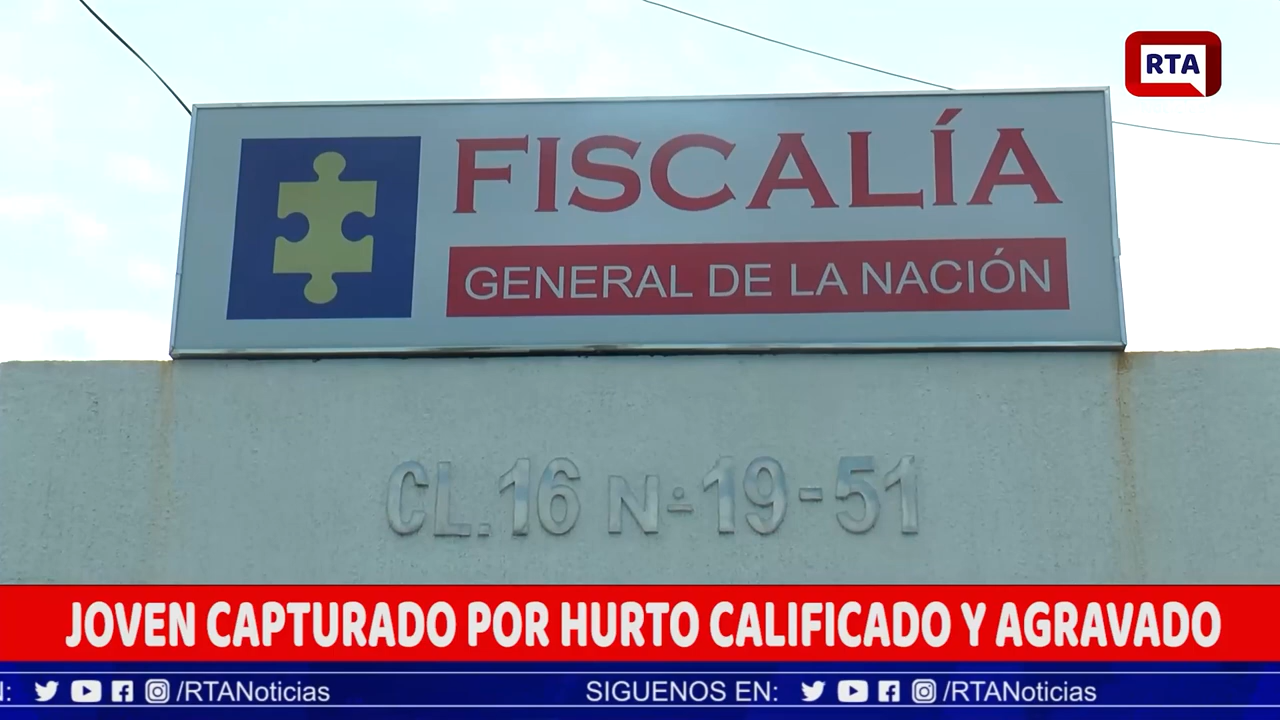 RTA
FISCALÍA
GENERAL DE LA NACIÓN
CL. 16 Nº 19-51
JOVEN CAPTURADO POR HURTO CALIFICADO Y AGRAVADO
N: /RTANoticias SIGUENOS EN: /RTANoticias